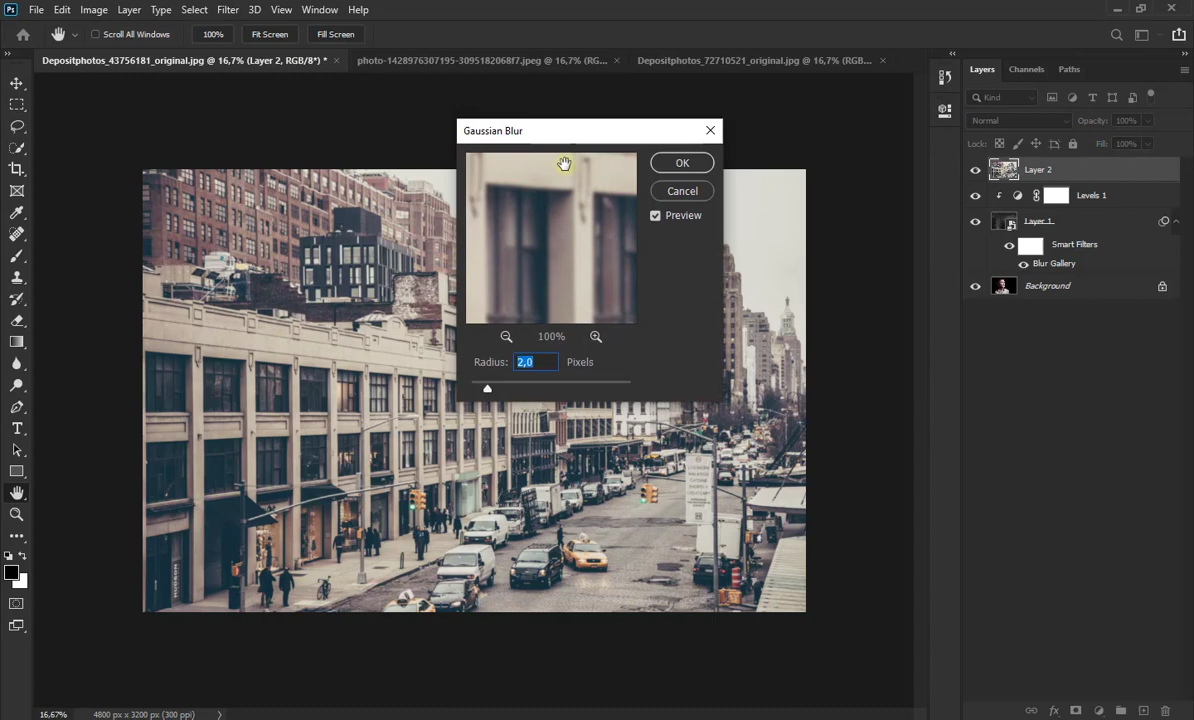 Ps File Edit Image Layer Type Select Filter 3D View Window Help
Scroll All Windows 100% Fit Screen Fill Screen
Depositphotos_43756181_original.jpg @ 16,7% (Layer 2, RGB/8*) * × photo-1428976307195-3095182068f7.jpeg @ 16,7% (RG... × Depositphotos_72710521_original.jpg @ 16,7% (RGB... ×
Layers Channels Paths
Kind
Normal Opacity: 100%
Lock: Fill: 100%
Layer 2
Levels 1
Layer 1
Smart Filters
Blur Gallery
Background
Gaussian Blur
OK
Cancel
Preview
100%
Radius: 2,0 Pixels
HUDSON
16,67% 4800 px x 3200 px (300 ppi)